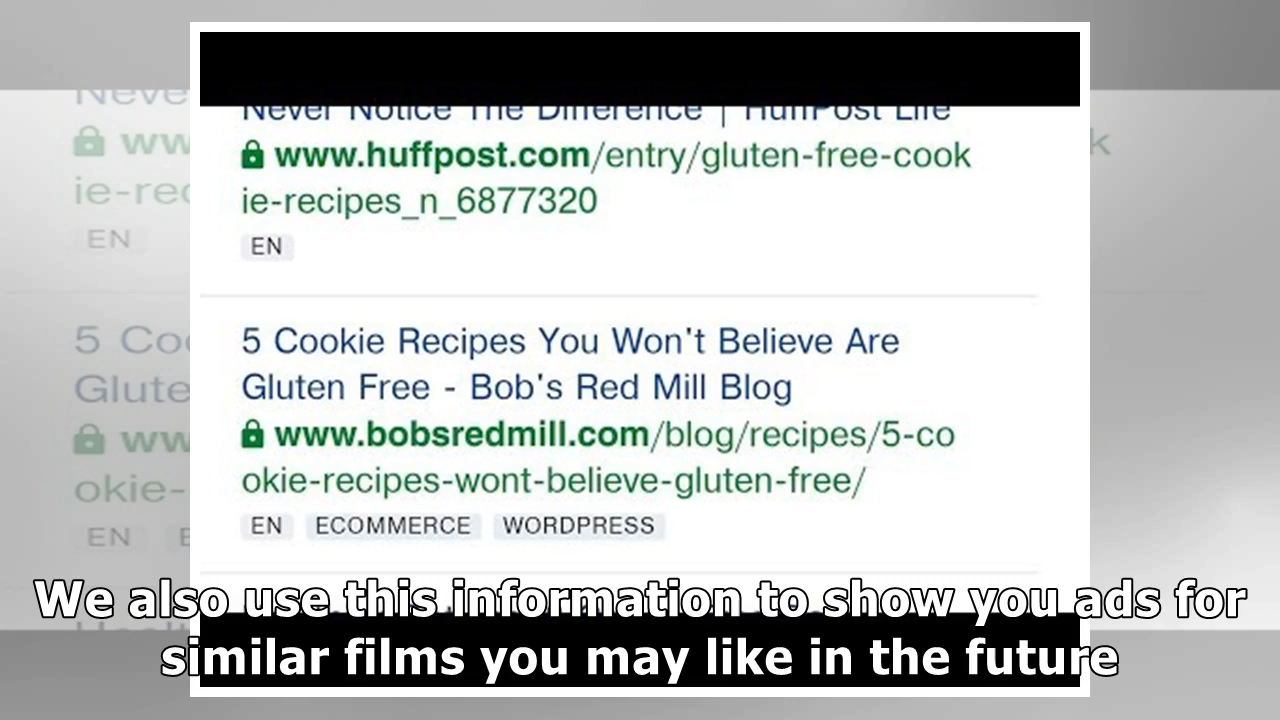 Never Notice The Difference | HuffPost Life
www.huffpost.com/entry/gluten-free-cook
ie-recipes_n_6877320
EN
5 Cookie Recipes You Won't Believe Are
Gluten Free - Bob's Red Mill Blog
www.bobsredmill.com/blog/recipes/5-co
okie-recipes-wont-believe-gluten-free/
EN ECOMMERCE WORDPRESS
We also use this information to show you ads for
similar films you may like in the future